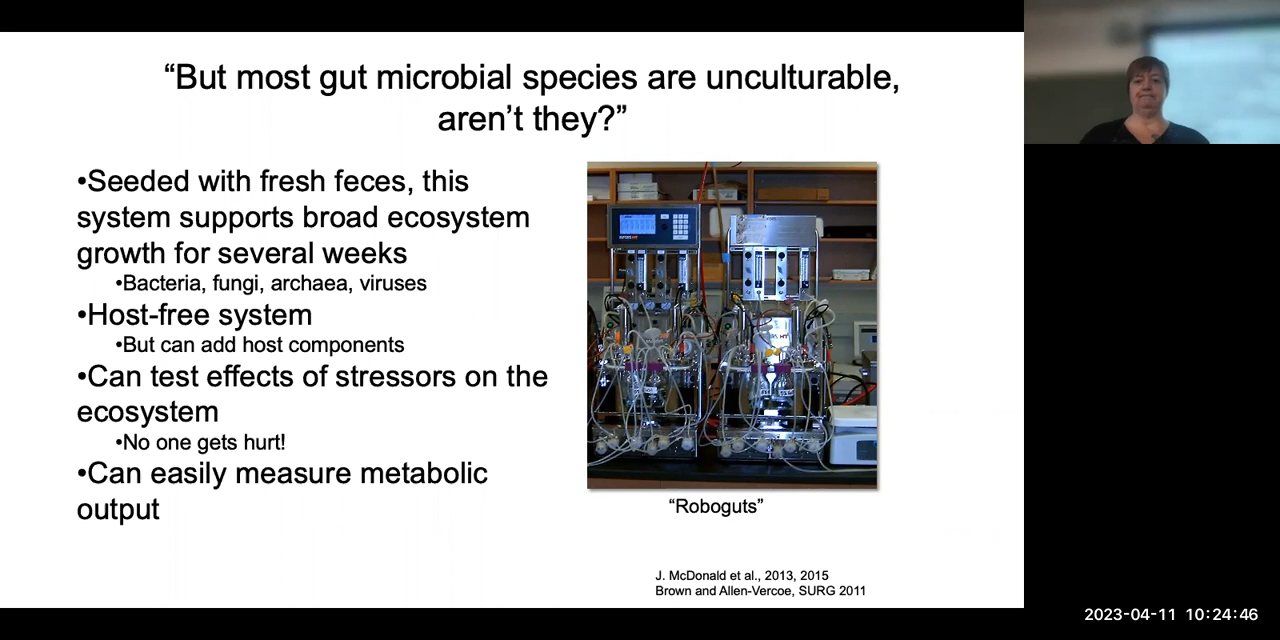 “But most gut microbial species are unculturable,
aren’t they?”
•Seeded with fresh feces, this
system supports broad ecosystem
growth for several weeks
•Bacteria, fungi, archaea, viruses
•Host-free system
•But can add host components
•Can test effects of stressors on the
ecosystem
•No one gets hurt!
•Can easily measure metabolic
output
“Roboguts”
J. McDonald et al., 2013, 2015
Brown and Allen-Vercoe, SURG 2011
2023-04-11 10:24:46